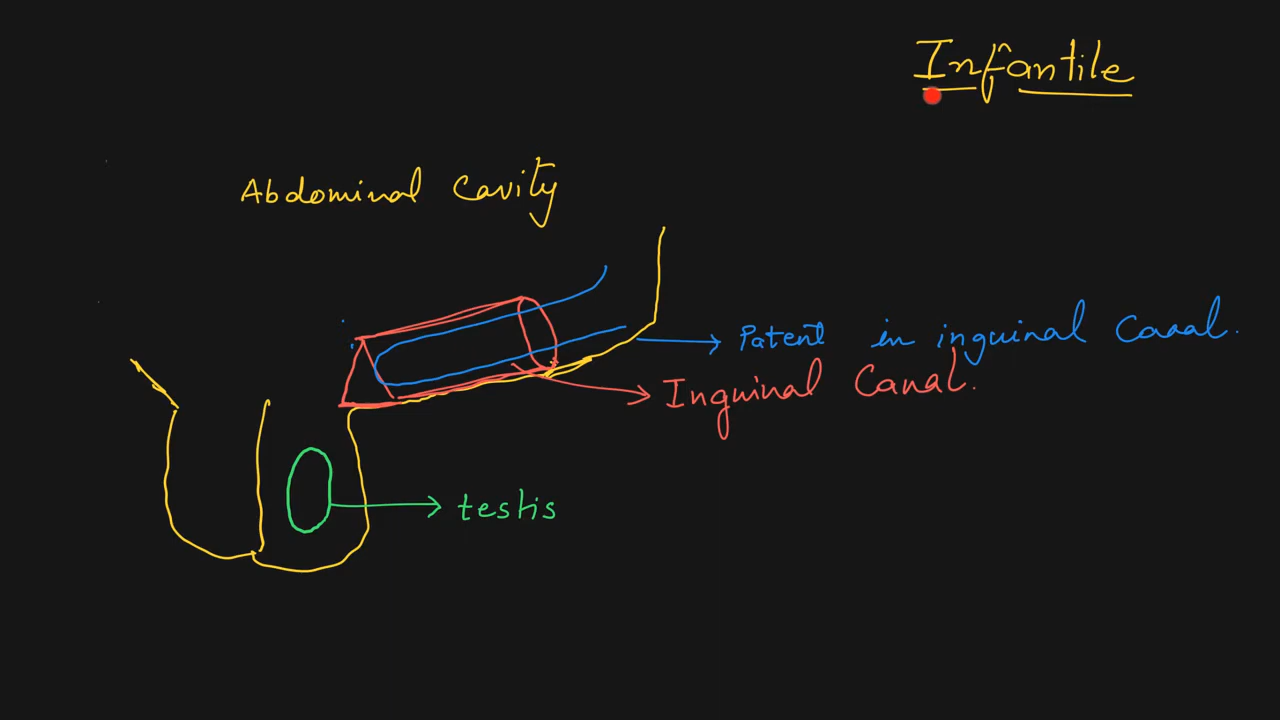 Infantile
Abdominal Cavity
Patent in inguinal Canal.
Inguinal Canal.
testis